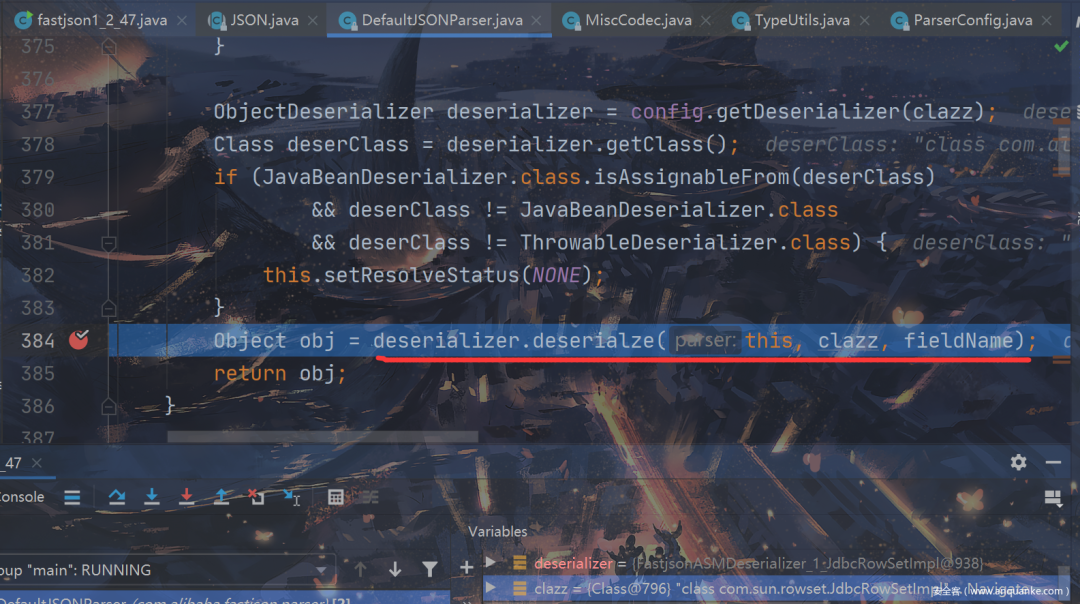 fastjson1_2_47.java JSON.java DefaultJSONParser.java MiscCodec.java TypeUtils.java ParserConfig.java
375 }
376
377 ObjectDeserializer deserializer = config.getDeserializer(clazz); dese
378 Class deserClass = deserializer.getClass(); deserClass: "class com.al
379 if (JavaBeanDeserializer.class.isAssignableFrom(deserClass)
380 && deserClass != JavaBeanDeserializer.class
381 && deserClass != ThrowableDeserializer.class) { deserClass: "
382 this.setResolveStatus(NONE);
383 }
384 Object obj = deserializer.deserialze( parser: this, clazz, fieldName);
385 return obj;
386 }
387
_47
onsole
Variables
oup "main": RUNNING
deserializer = {FastjsonASMDeserializer_1_JdbcRowSetImpl@938}
clazz = {Class@796} "class com.sun.rowset.JdbcRowSetImpl" ... Navigate
DefaultJSONParser (com.alibaba.fastjson.parser) [2]
安全客 ( www.anquanke.com )